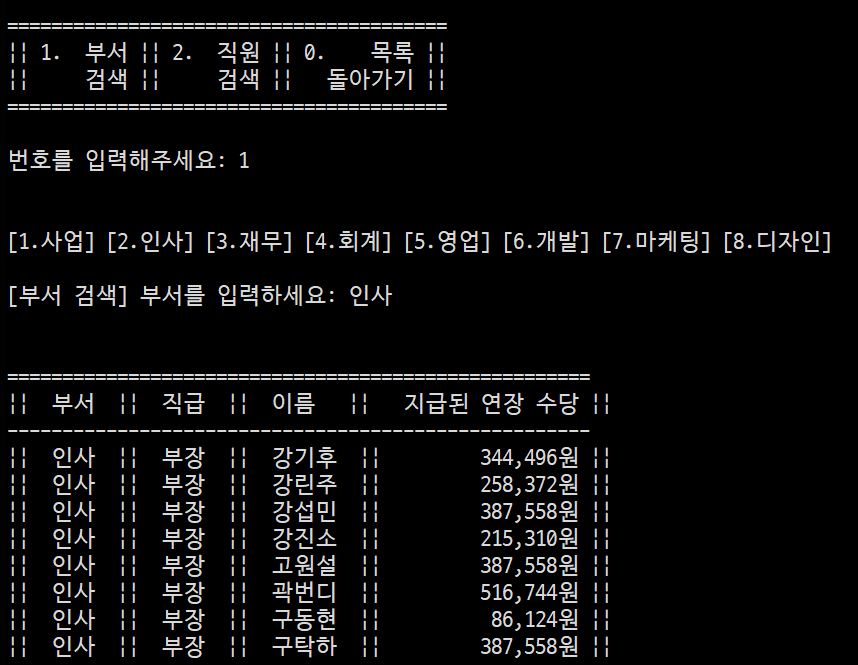 ========================================
|| 1.  부서 || 2.  직원 || 0.    목록 ||
||     검색 ||     검색 ||   돌아가기 ||
========================================
번호를 입력해주세요: 1
[1.사업] [2.인사] [3.재무] [4.회계] [5.영업] [6.개발] [7.마케팅] [8.디자인]
[부서 검색] 부서를 입력하세요: 인사
=====================================================
||  부서  ||  직급  ||  이름   ||   지급된 연장 수당 ||
-----------------------------------------------------
||  인사  ||  부장  ||  강기후  ||         344,496원 ||
||  인사  ||  부장  ||  강린주  ||         258,372원 ||
||  인사  ||  부장  ||  강섭민  ||         387,558원 ||
||  인사  ||  부장  ||  강진소  ||         215,310원 ||
||  인사  ||  부장  ||  고원설  ||         387,558원 ||
||  인사  ||  부장  ||  곽번디  ||         516,744원 ||
||  인사  ||  부장  ||  구동현  ||          86,124원 ||
||  인사  ||  부장  ||  구탁하  ||         387,558원 ||